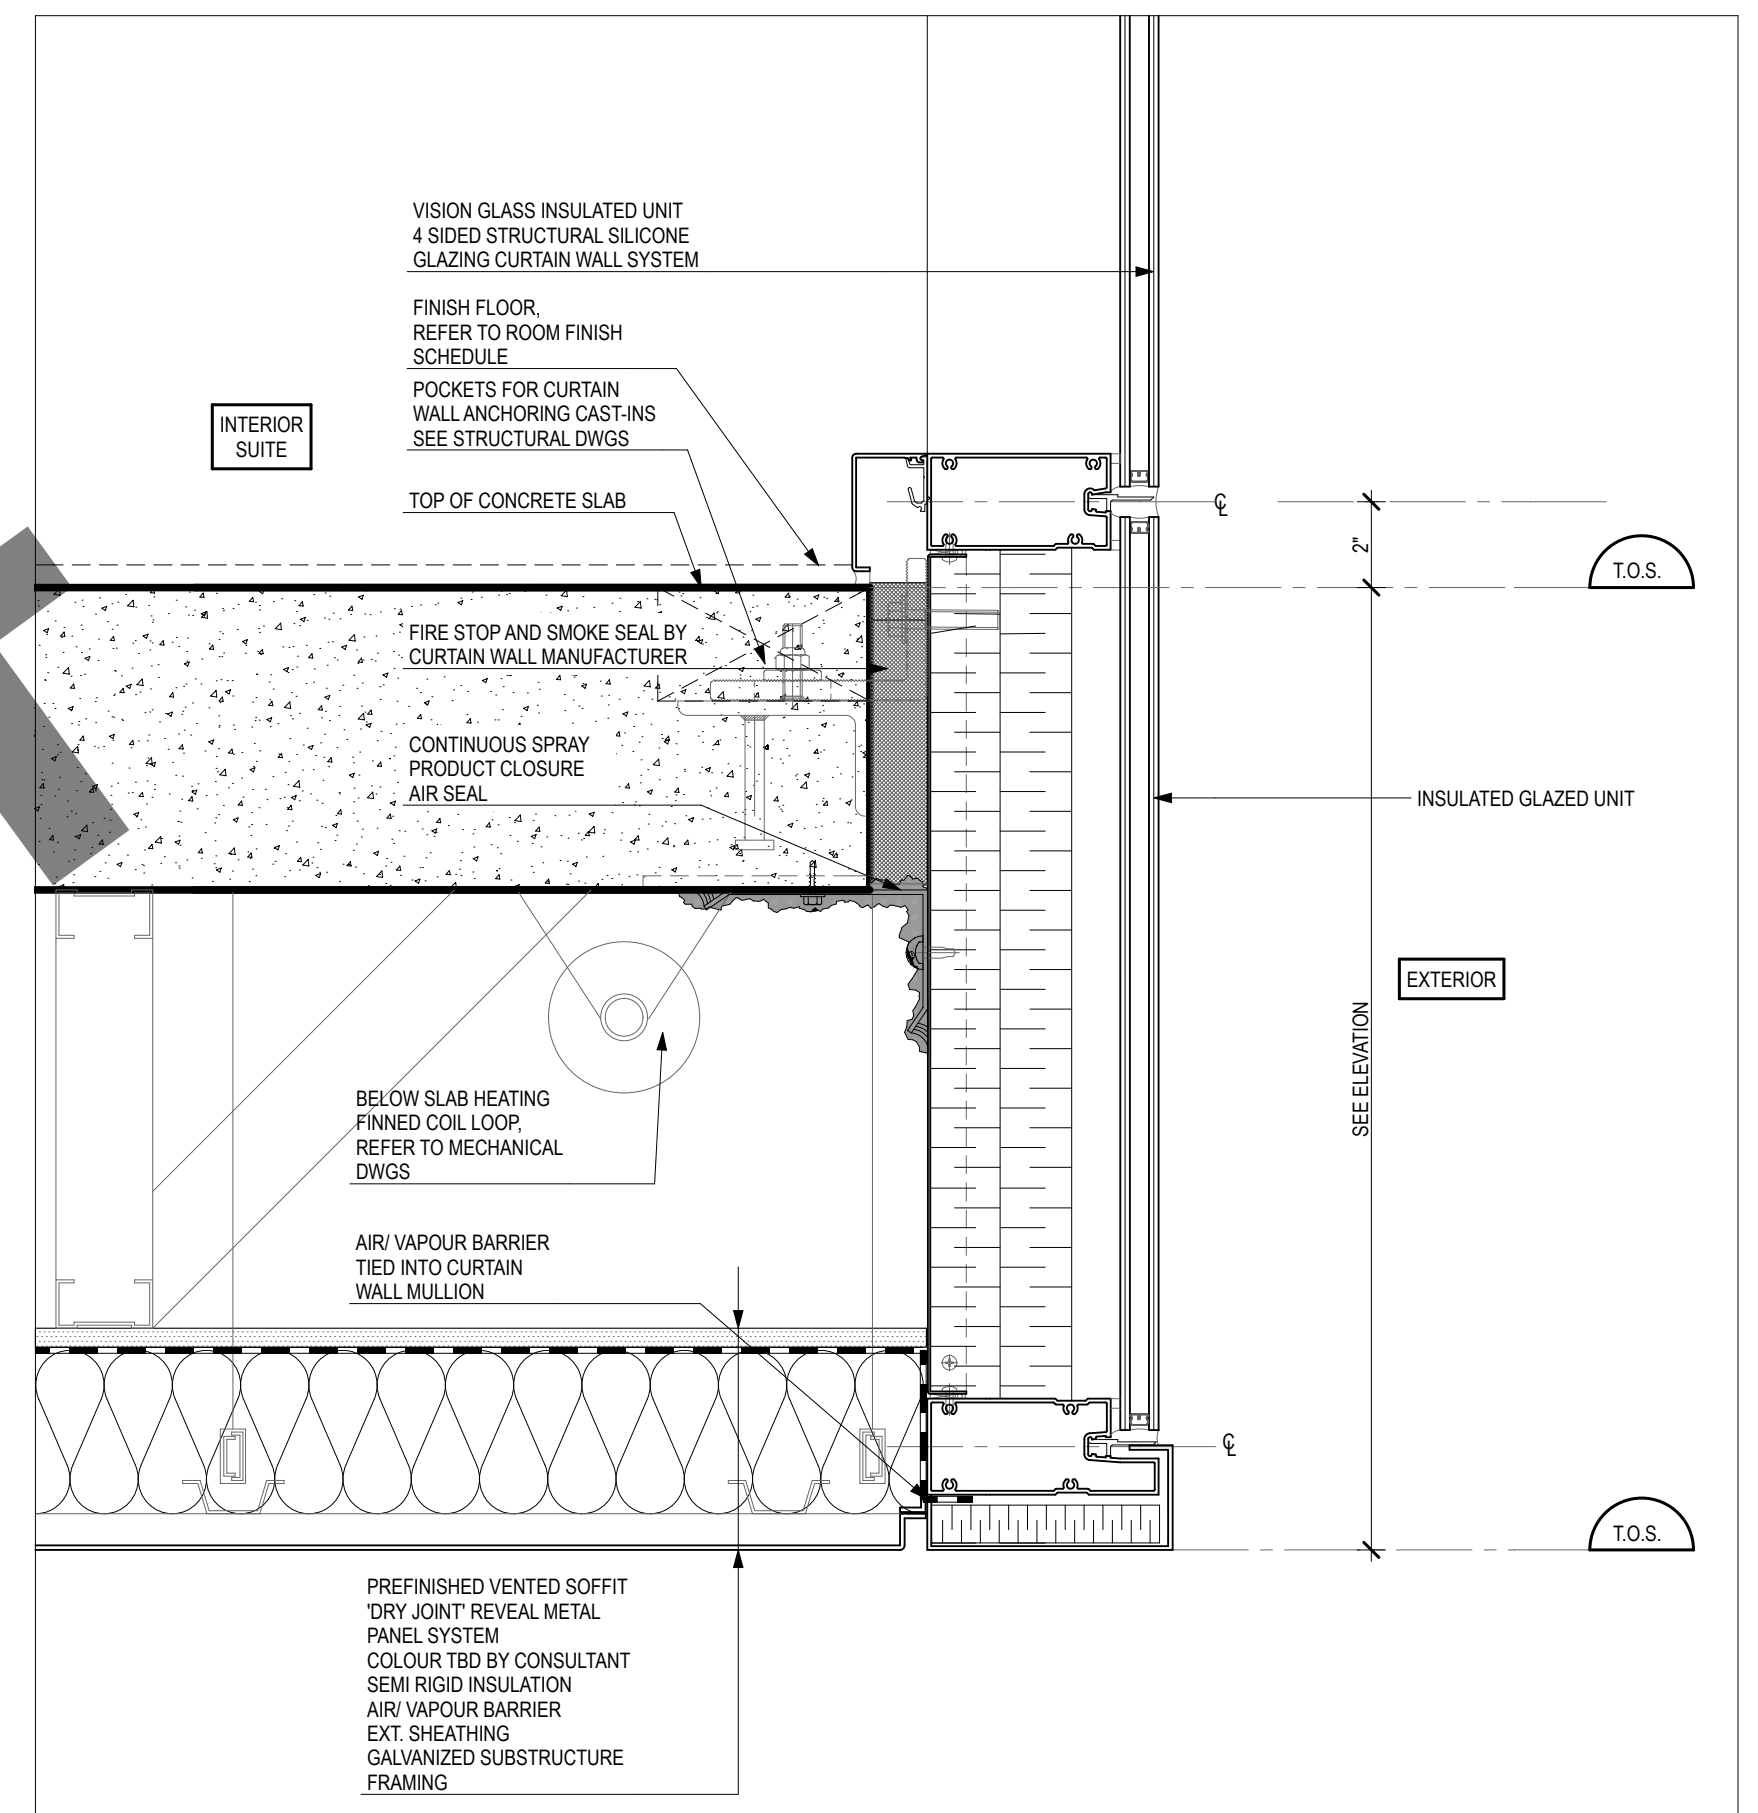 VISION GLASS INSULATED UNIT
4 SIDED STRUCTURAL SILICONE
GLAZING CURTAIN WALL SYSTEM
FINISH FLOOR,
REFER TO ROOM FINISH
SCHEDULE
POCKETS FOR CURTAIN
WALL ANCHORING CAST-INS
SEE STRUCTURAL DWGS
INTERIOR
SUITE
TOP OF CONCRETE SLAB
℄
2"
T.O.S.
FIRE STOP AND SMOKE SEAL BY
CURTAIN WALL MANUFACTURER
CONTINUOUS SPRAY
PRODUCT CLOSURE
AIR SEAL
INSULATED GLAZED UNIT
EXTERIOR
SEE ELEVATION
BELOW SLAB HEATING
FINNED COIL LOOP,
REFER TO MECHANICAL
DWGS
AIR/ VAPOUR BARRIER
TIED INTO CURTAIN
WALL MULLION
℄
T.O.S.
PREFINISHED VENTED SOFFIT
'DRY JOINT' REVEAL METAL
PANEL SYSTEM
COLOUR TBD BY CONSULTANT
SEMI RIGID INSULATION
AIR/ VAPOUR BARRIER
EXT. SHEATHING
GALVANIZED SUBSTRUCTURE
FRAMING